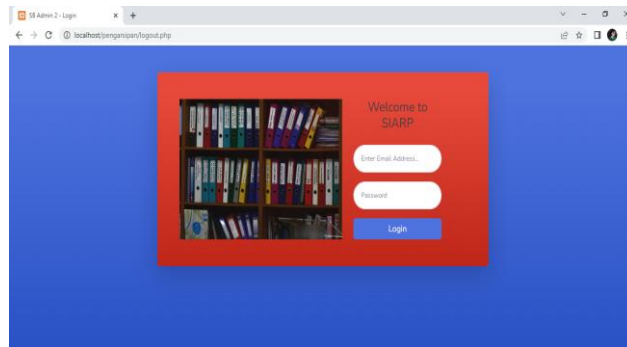 SB Admin 2 - Login
localhost/pengarsipan/logout.php
Welcome to
SIARP
Enter Email Address...
Password
Login